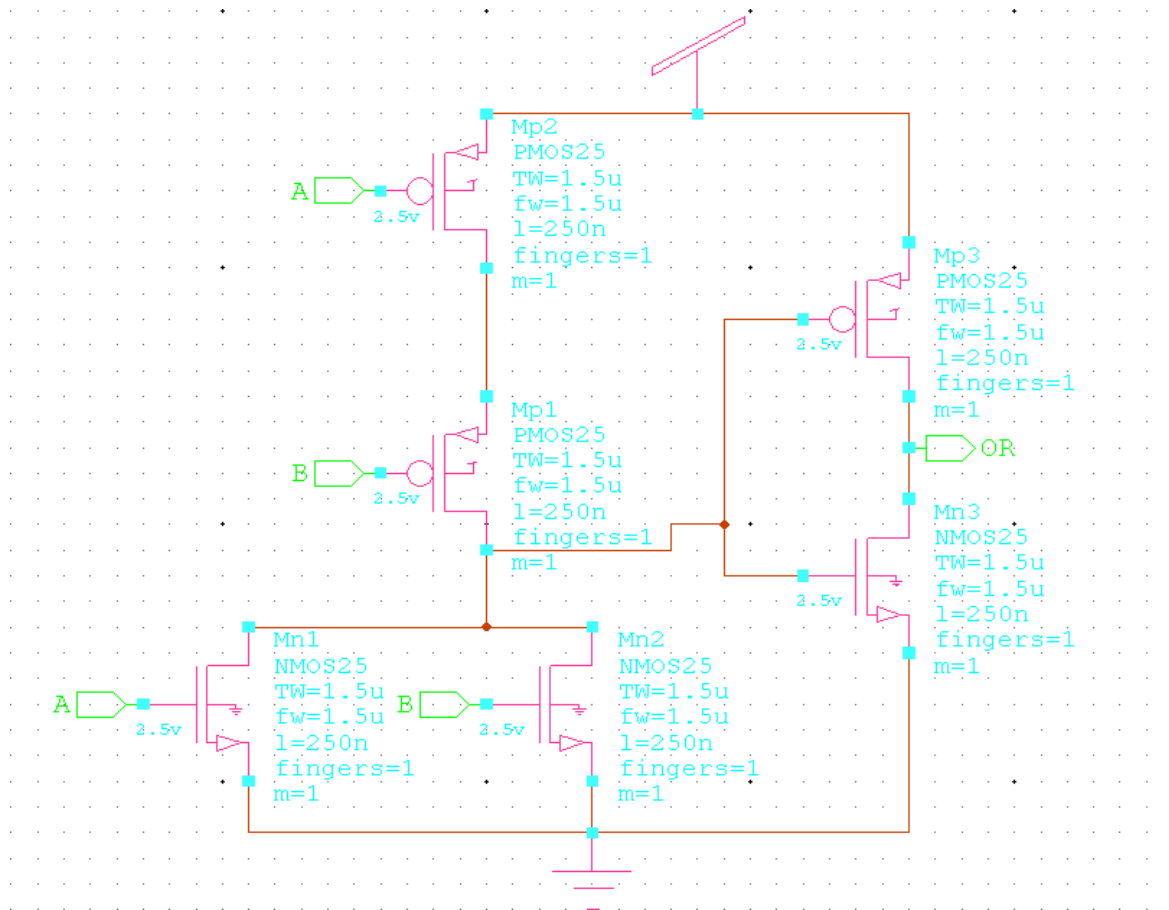 Mp2
PMOS25
TW=1.5u
fw=1.5u
l=250n
fingers=1
m=1
A
2.5v
Mp3
PMOS25
TW=1.5u
fw=1.5u
l=250n
fingers=1
m=1
2.5v
Mp1
PMOS25
TW=1.5u
fw=1.5u
l=250n
fingers=1
m=1
B
2.5v
OR
Mn3
NMOS25
TW=1.5u
fw=1.5u
l=250n
fingers=1
m=1
2.5v
Mn1
NMOS25
TW=1.5u
fw=1.5u
l=250n
fingers=1
m=1
A
2.5v
Mn2
NMOS25
TW=1.5u
fw=1.5u
l=250n
fingers=1
m=1
B
2.5v